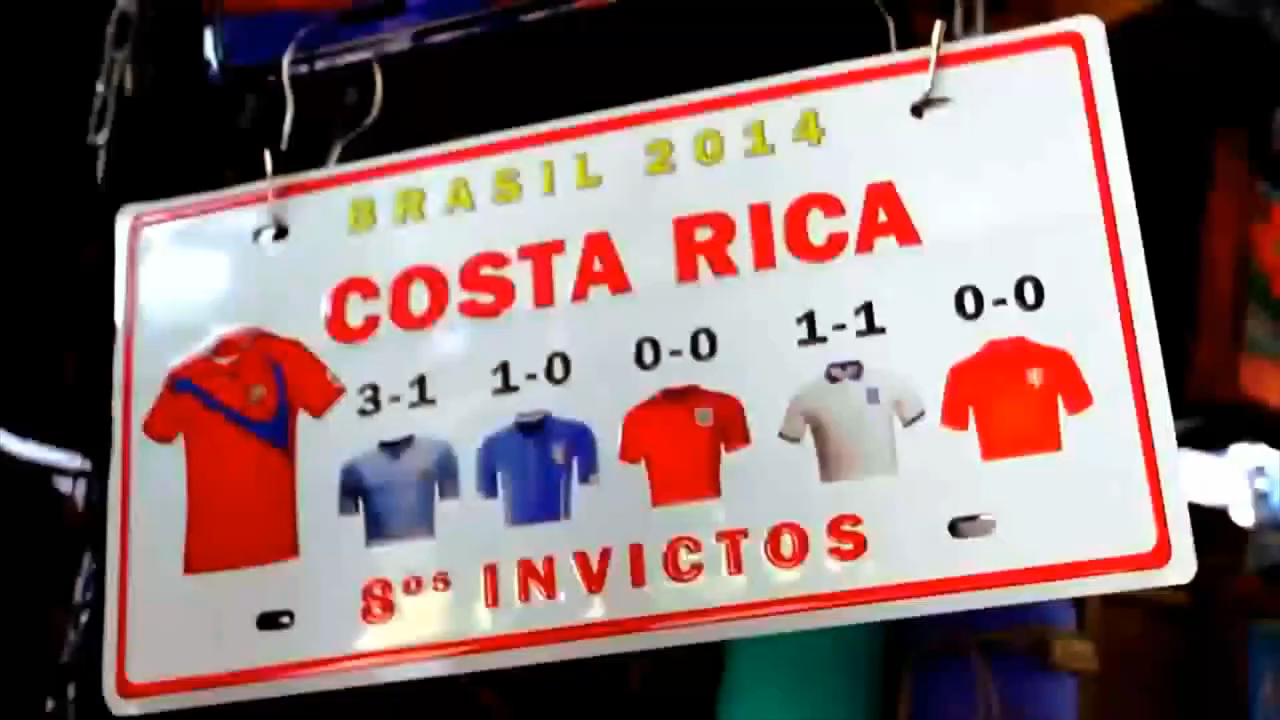 BRASIL 2014
COSTA RICA
3-1 1-0 0-0 1-1 0-0
8ºs INVICTOS